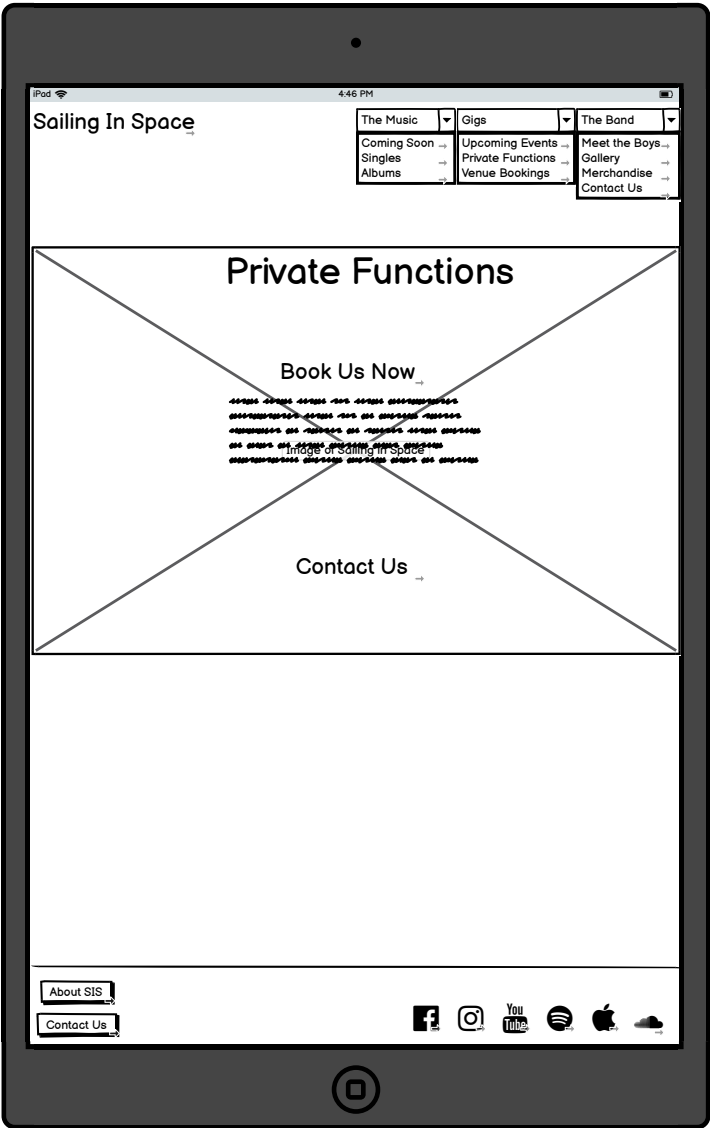 iPad 4:46 PM
Sailing In Space
The Music Gigs The Band
Coming Soon Upcoming Events Meet the Boys
Singles Private Functions Gallery
Albums Venue Bookings Merchandise
Contact Us
Private Functions
Book Us Now
Image of Sailing In Space
Contact Us
About SIS
Contact Us
You
Tube